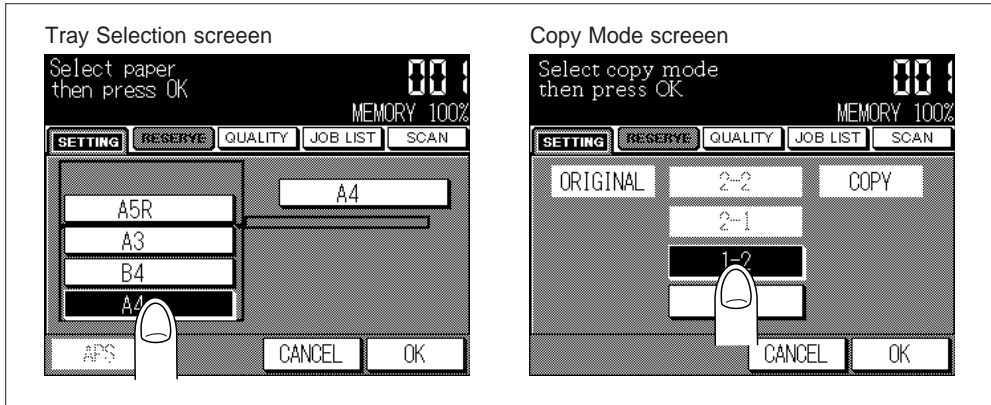 Tray Selection screeen
Select paper
then press OK
001
MEMORY 100%
SETTING RESERVE QUALITY JOB LIST SCAN
A5R
A3
B4
A4
A4
APS CANCEL OK
Copy Mode screeen
Select copy mode
then press OK
001
MEMORY 100%
SETTING RESERVE QUALITY JOB LIST SCAN
ORIGINAL 2-2 COPY
2-1
1-2
CANCEL OK